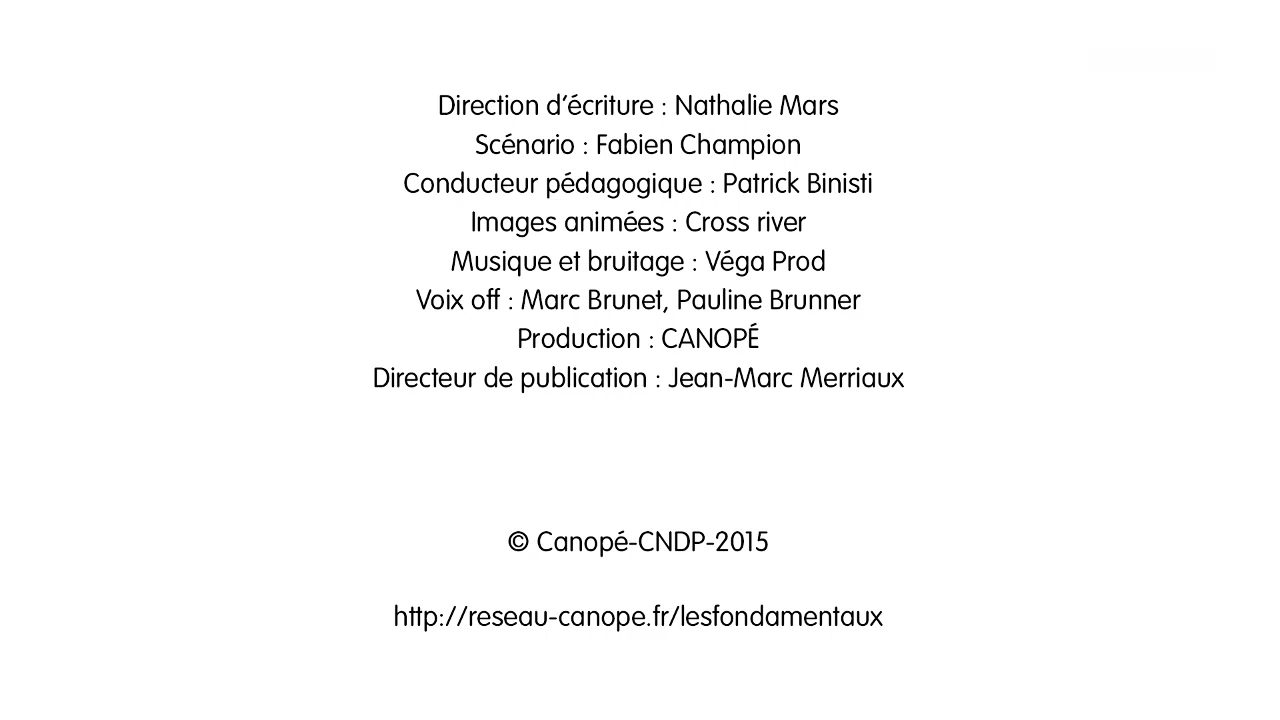 Direction d’écriture : Nathalie Mars
Scénario : Fabien Champion
Conducteur pédagogique : Patrick Binisti
Images animées : Cross river
Musique et bruitage : Véga Prod
Voix off : Marc Brunet, Pauline Brunner
Production : CANOPÉ
Directeur de publication : Jean-Marc Merriaux
© Canopé-CNDP-2015
http://reseau-canope.fr/lesfondamentaux